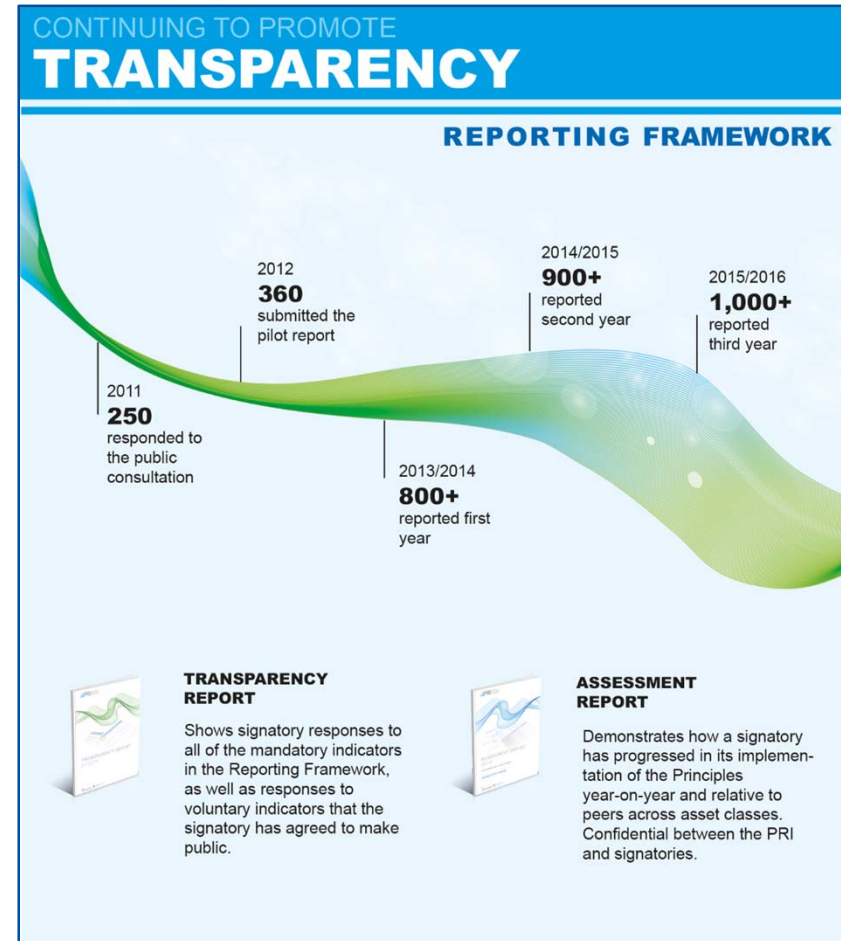 CONTINUING TO PROMOTE
TRANSPARENCY
REPORTING FRAMEWORK
2011
250
responded to
the public
consultation
2012
360
submitted the
pilot report
2013/2014
800+
reported first
year
2014/2015
900+
reported
second year
2015/2016
1,000+
reported
third year
TRANSPARENCY
REPORT
Shows signatory responses to
all of the mandatory indicators
in the Reporting Framework,
as well as responses to
voluntary indicators that the
signatory has agreed to make
public.
ASSESSMENT
REPORT
Demonstrates how a signatory
has progressed in its implemen-
tation of the Principles
year-on-year and relative to
peers across asset classes.
Confidential between the PRI
and signatories.